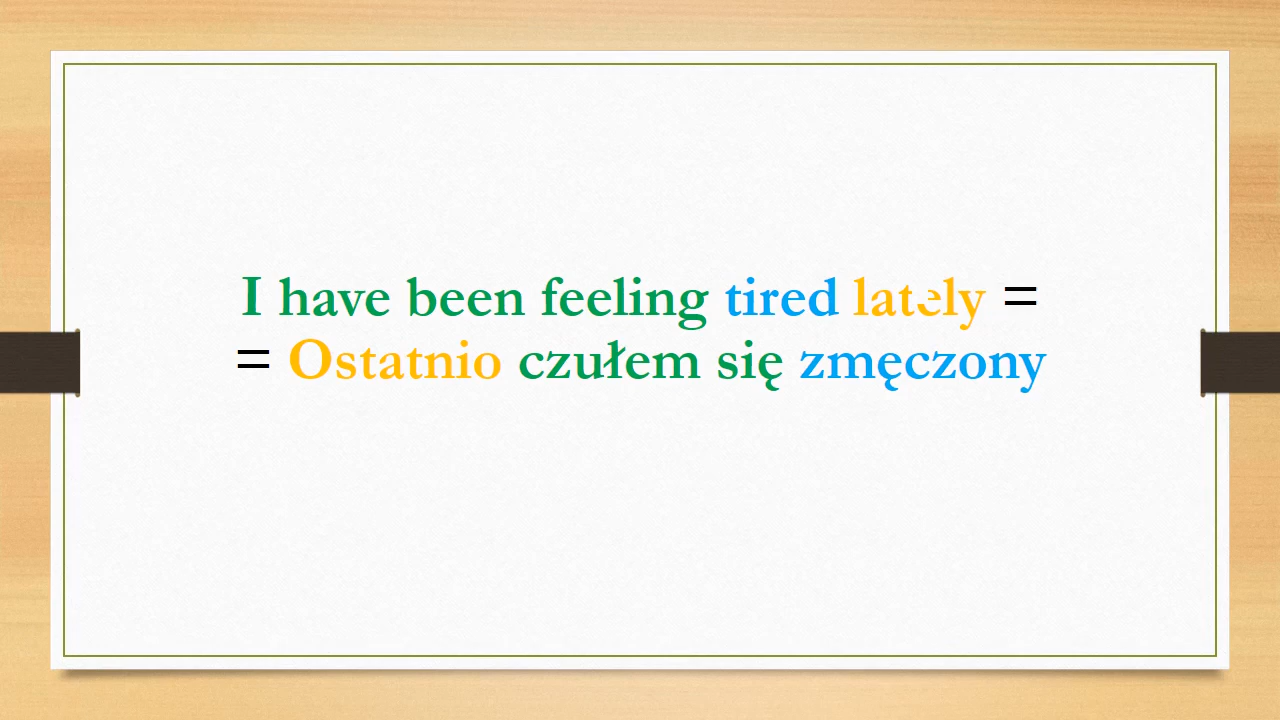 I have been feeling tired lately =
= Ostatnio czułem się zmęczony